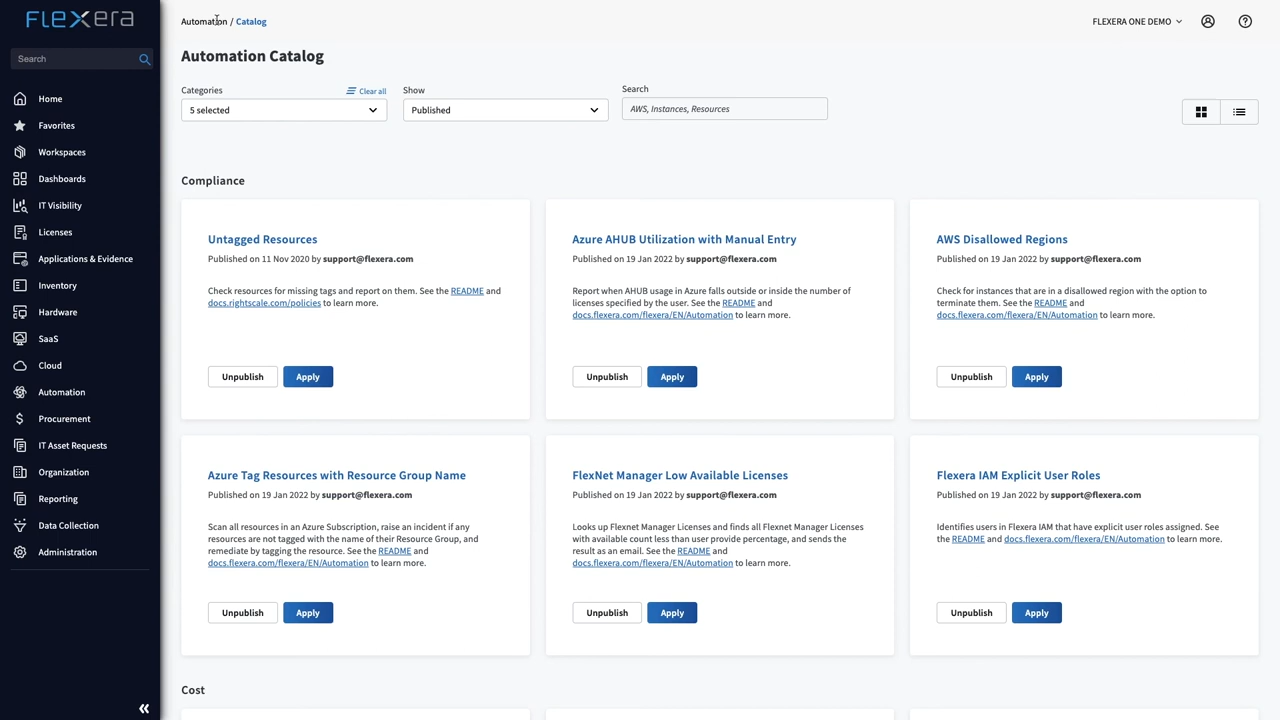 FLEXERA
Automation / Catalog
FLEXERA ONE DEMO
Search
Automation Catalog
Categories
Clear all
Show
Search
5 selected
Published
AWS, Instances, Resources
Home
Favorites
Workspaces
Dashboards
IT Visibility
Licenses
Applications & Evidence
Inventory
Hardware
SaaS
Cloud
Automation
Procurement
IT Asset Requests
Organization
Reporting
Data Collection
Administration
Compliance
Untagged Resources
Published on 11 Nov 2020 by support@flexera.com
Check resources for missing tags and report on them. See the README and
docs.rightscale.com/policies to learn more.
Unpublish
Apply
Azure AHUB Utilization with Manual Entry
Published on 19 Jan 2022 by support@flexera.com
Report when AHUB usage in Azure falls outside or inside the number of
licenses specified by the user. See the README and
docs.flexera.com/flexera/EN/Automation to learn more.
Unpublish
Apply
AWS Disallowed Regions
Published on 19 Jan 2022 by support@flexera.com
Check for instances that are in a disallowed region with the option to
terminate them. See the README and
docs.flexera.com/flexera/EN/Automation to learn more.
Unpublish
Apply
Azure Tag Resources with Resource Group Name
Published on 19 Jan 2022 by support@flexera.com
Scan all resources in an Azure Subscription, raise an incident if any
resources are not tagged with the name of their Resource Group, and
remediate by tagging the resource. See the README and
docs.flexera.com/flexera/EN/Automation to learn more.
Unpublish
Apply
FlexNet Manager Low Available Licenses
Published on 19 Jan 2022 by support@flexera.com
Looks up Flexnet Manager Licenses and finds all Flexnet Manager Licenses
with available count less than user provide percentage, and sends the
result as an email. See the README and
docs.flexera.com/flexera/EN/Automation to learn more.
Unpublish
Apply
Flexera IAM Explicit User Roles
Published on 19 Jan 2022 by support@flexera.com
Identifies users in Flexera IAM that have explicit user roles assigned. See
the README and docs.flexera.com/flexera/EN/Automation to learn more.
Unpublish
Apply
Cost